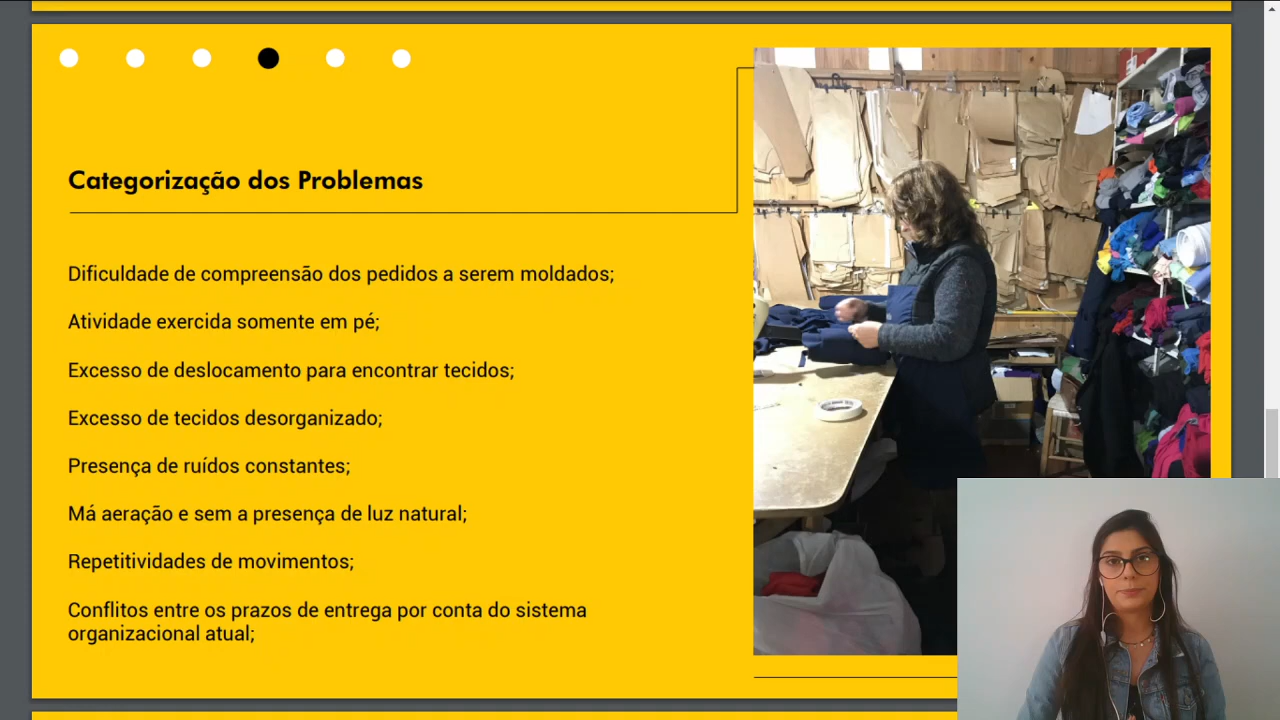 Categorização dos Problemas
Dificuldade de compreensão dos pedidos a serem moldados;
Atividade exercida somente em pé;
Excesso de deslocamento para encontrar tecidos;
Excesso de tecidos desorganizado;
Presença de ruídos constantes;
Má aeração e sem a presença de luz natural;
Repetitividades de movimentos;
Conflitos entre os prazos de entrega por conta do sistema
organizacional atual;